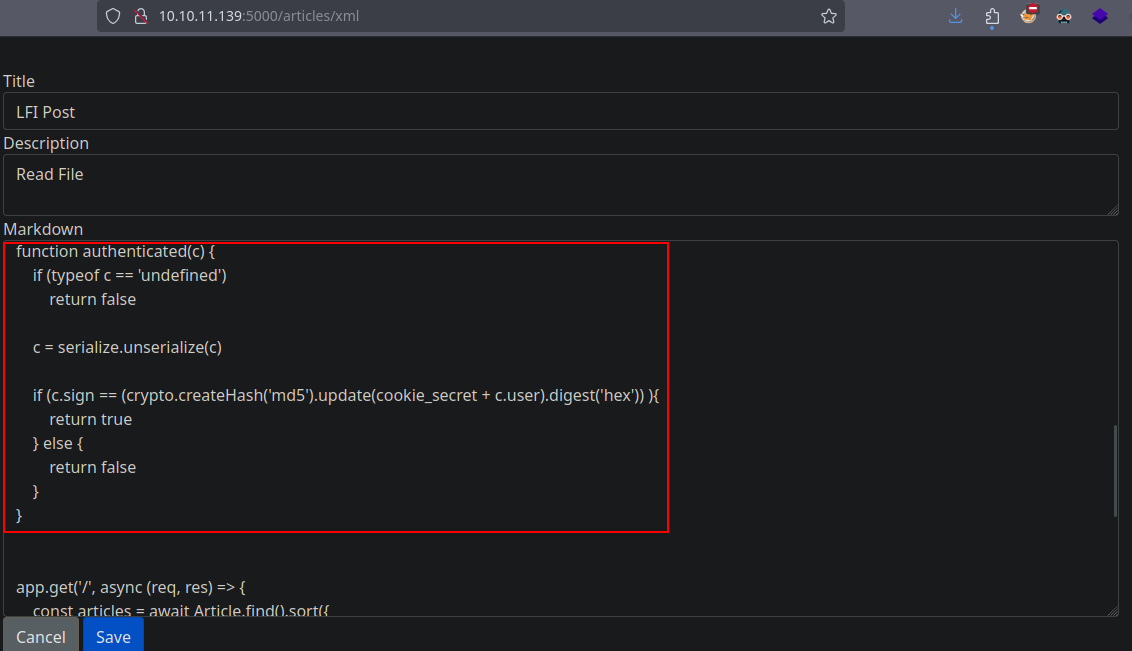 10.10.11.139:5000/articles/xml
Title
LFI Post
Description
Read File
Markdown
function authenticated(c) {
    if (typeof c == 'undefined')
        return false

    c = serialize.unserialize(c)

    if (c.sign == (crypto.createHash('md5').update(cookie_secret + c.user).digest('hex')) ){
        return true
    } else {
        return false
    }
}

app.get('/', async (req, res) => {
    const articles = await Article.find().sort({
Cancel
Save